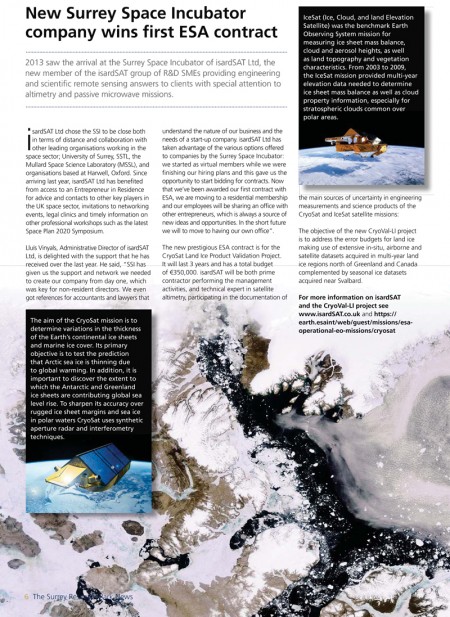 New Surrey Space Incubator
company wins first ESA contract
2013 saw the arrival at the Surrey Space Incubator of isardSAT Ltd, the
new member of the isardSAT group of R&D SMEs providing engineering
and scientific remote sensing answers to clients with special attention to
altimetry and passive microwave missions.
isardSAT Ltd chose the SSI to be close both
in terms of distance and collaboration with
other leading organisations working in the
space sector; University of Surrey, SSTL, the
Mullard Space Science Laboratory (MSSL), and
organisations based at Harwell, Oxford. Since
arriving last year, isardSAT Ltd has benefited
from access to an Entrepreneur in Residence
for advice and contacts to other key players in
the UK space sector, invitations to networking
events, legal clinics and timely information on
other professional workshops such as the latest
Space Plan 2020 Symposium.
Lluis Vinyals, Administrative Director of isardSAT
Ltd, is delighted with the support that he has
received over the last year. He said, "SSI has
given us the support and network we needed
to create our company from day one, which
was key for non-resident directors. We even
got references for accountants and lawyers that
understand the nature of our business and the
needs of a start-up company. isardSAT Ltd has
taken advantage of the various options offered
to companies by the Surrey Space Incubator:
we started as virtual members while we were
finishing our hiring plans and this gave us the
opportunity to start bidding for contracts. Now
that we've been awarded our first contract with
ESA, we are moving to a residential membership
and our employees will be sharing an office with
other entrepreneurs, which is always a source of
new ideas and opportunities. In the short future
we will to move to having our own office".
The new prestigious ESA contract is for the
CryoSat Land Ice Product Validation Project.
It will last 3 years and has a total budget
of €350,000. isardSAT will be both prime
contractor performing the management
activities, and technical expert in satellite
altimetry, participating in the documentation of
IceSat (Ice, Cloud, and land Elevation
Satellite) was the benchmark Earth
Observing System mission for
measuring ice sheet mass balance,
cloud and aerosol heights, as well
as land topography and vegetation
characteristics. From 2003 to 2009,
the IceSat mission provided multi-year
elevation data needed to determine
ice sheet mass balance as well as cloud
property information, especially for
stratospheric clouds common over
polar areas.
the main sources of uncertainty in engineering
measurements and science products of the
CryoSat and IceSat satellite missions:
The objective of the new CryoVal-LI project
is to address the error budgets for land ice
making use of extensive in-situ, airborne and
satellite datasets acquired in multi-year land
ice regions north of Greenland and Canada
complemented by seasonal ice datasets
acquired near Svalbard.
For more information on isardSAT
and the CryoVal-LI project see
www.isardSAT.co.uk and https://
earth.esaint/web/guest/missions/esa-
operational-eo-missions/cryosat
The aim of the CryoSat mission is to
determine variations in the thickness
of the Earth's continental ice sheets
and marine ice cover. Its primary
objective is to test the prediction
that Arctic sea ice is thinning due
to global warming. In addition, it is
important to discover the extent to
which the Antarctic and Greenland
ice sheets are contributing global sea
level rise. To sharpen its accuracy over
rugged ice sheet margins and sea ice
in polar waters CryoSat uses synthetic
aperture radar and interferometry
techniques.
6 The Surrey Research Park News